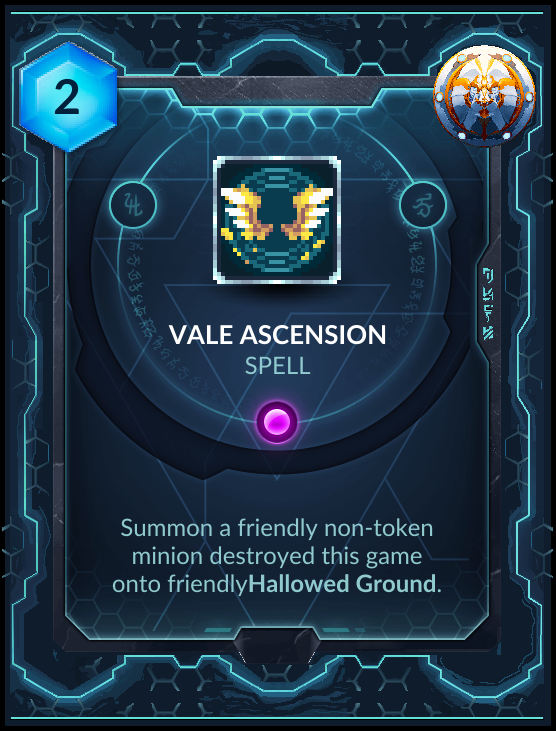 2
VALE ASCENSION
SPELL
Summon a friendly non-token
minion destroyed this game
onto friendlyHallowed Ground.